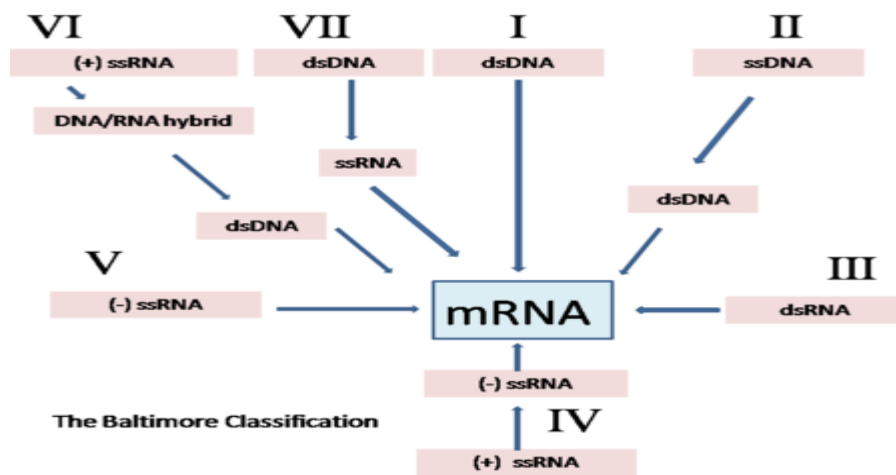 VI
VII
I
II
(+) ssRNA
dsDNA
dsDNA
ssDNA
DNA/RNA hybrid
ssRNA
dsDNA
dsDNA
V
III
(-) ssRNA
mRNA
dsRNA
(-) ssRNA
The Baltimore Classification
IV
(+) ssRNA